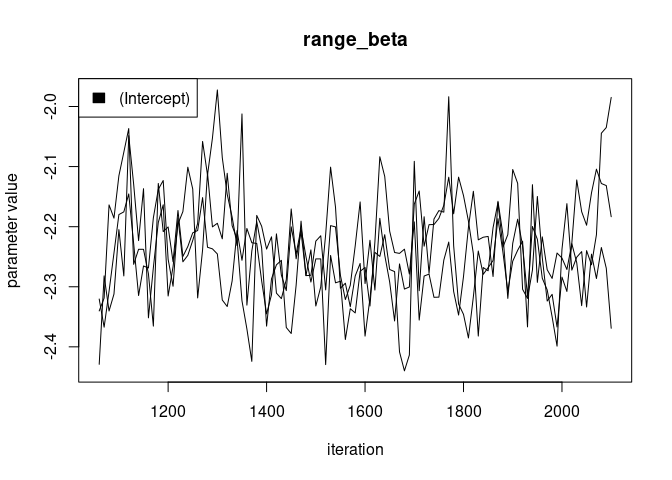 range_beta
(Intercept)
parameter value
-2.0
-2.1
-2.2
-2.3
-2.4
1200 1400 1600 1800 2000
iteration